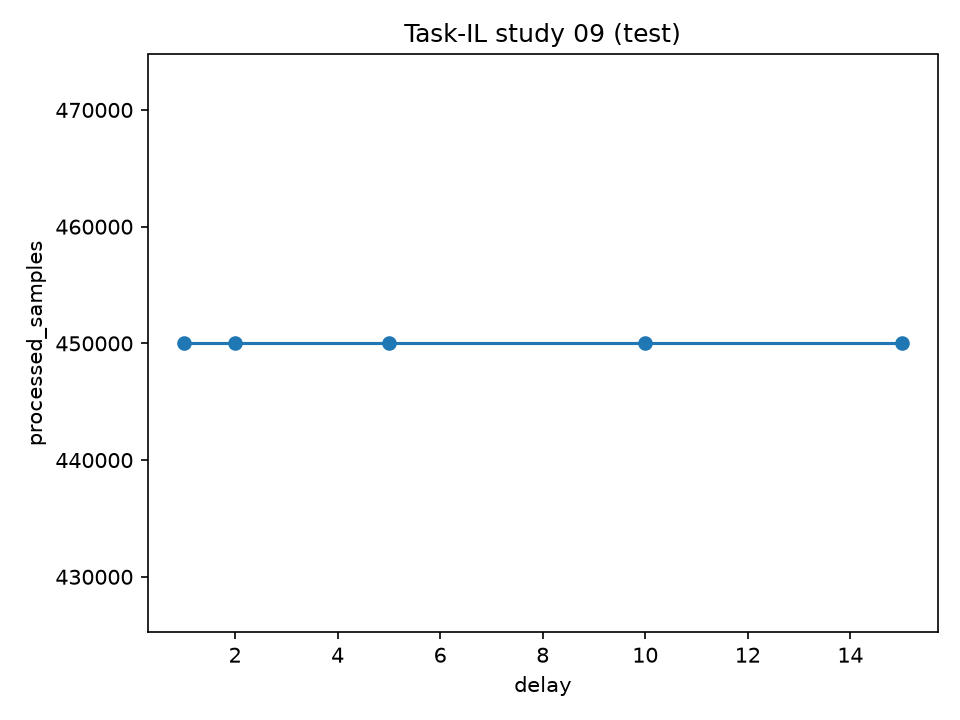 Task-IL study 09 (test)
470000
460000
450000
440000
430000
processed_samples
2 4 6 8 10 12 14
delay